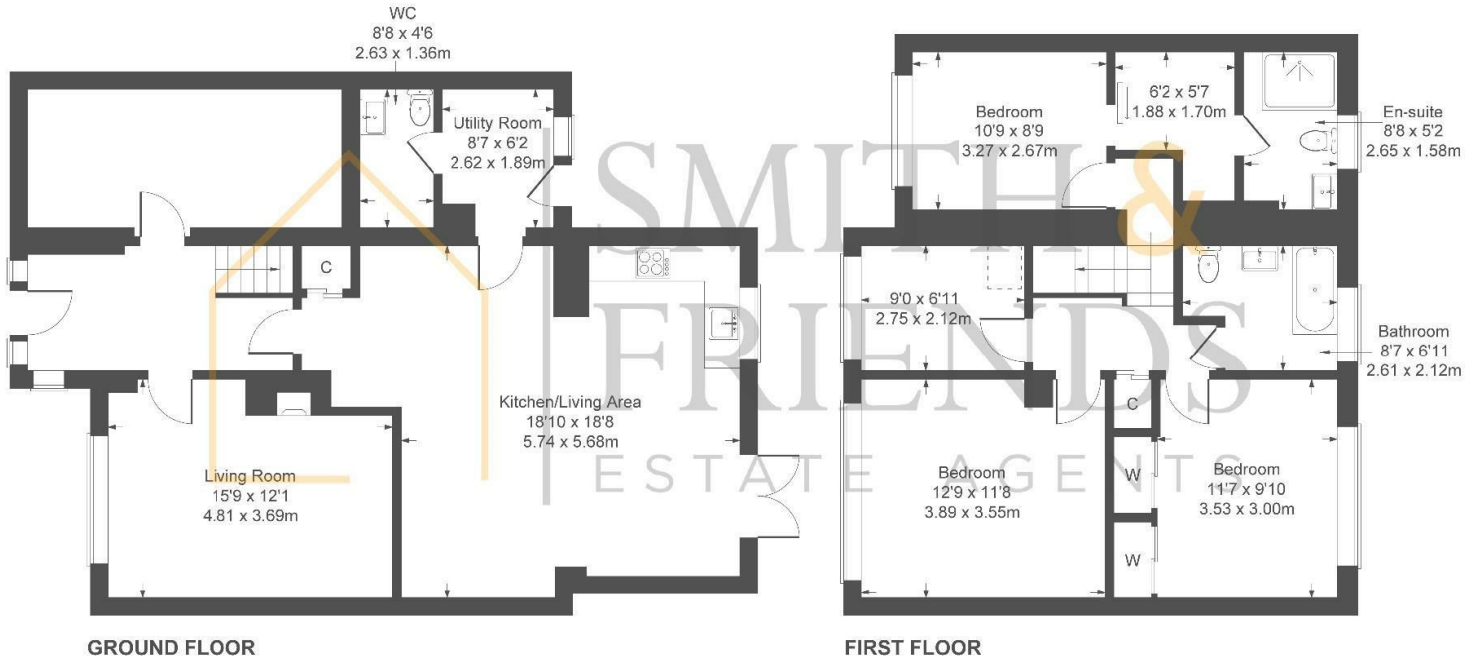 WC
8'8 x 4'6
2.63 x 1.36m
Utility Room
8'7 x 6'2
2.62 x 1.89m
C
Kitchen/Living Area
18'10 x 18'8
5.74 x 5.68m
Living Room
15'9 x 12'1
4.81 x 3.69m
GROUND FLOOR
Bedroom
10'9 x 8'9
3.27 x 2.67m
6'2 x 5'7
1.88 x 1.70m
En-suite
8'8 x 5'2
2.65 x 1.58m
9'0 x 6'11
2.75 x 2.12m
Bathroom
8'7 x 6'11
2.61 x 2.12m
C
W
W
Bedroom
12'9 x 11'8
3.89 x 3.55m
Bedroom
11'7 x 9'10
3.53 x 3.00m
FIRST FLOOR
SMITH &
FRIENDS
ESTATE AGENTS